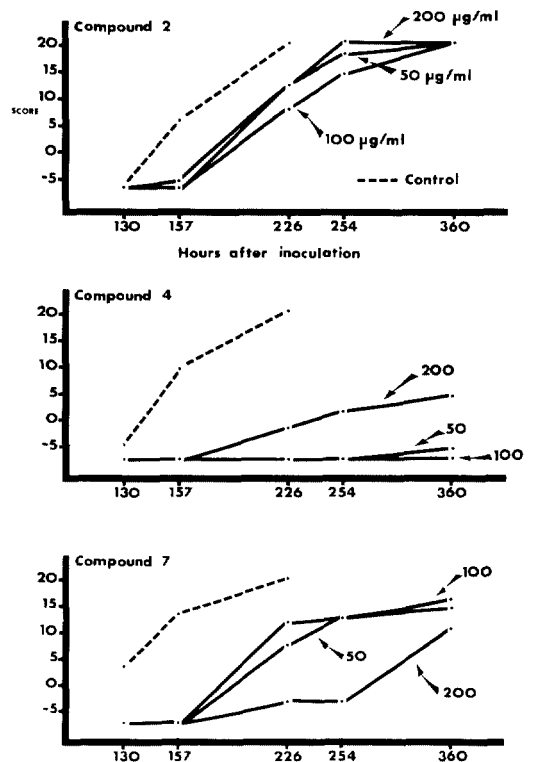 Compound 2
20
15
10
SCORE
5
0
-5
200 µg/ml
50 µg/ml
100 µg/ml
Control
130 157 226 254 360
Hours after inoculation
Compound 4
20
15
10
5
0
-5
200
50
100
130 157 226 254 360
Compound 7
20
15
10
5
0
-5
100
50
200
130 157 226 254 360